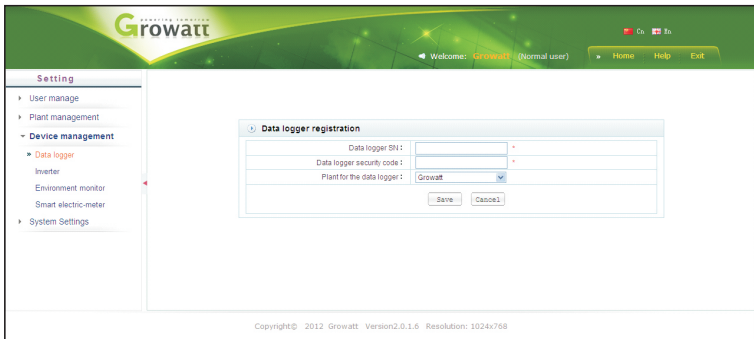 powering tomorrow
Growatt
Cn En
Welcome: Growatt (Normal user)
» Home Help Exit
Setting
User manage
Plant management
Device management
» Data logger
Inverter
Environment monitor
Smart electric-meter
System Settings
Data logger registration
Data logger SN : *
Data logger security code : *
Plant for the data logger : Growatt
Save Cancel
Copyright© 2012 Growatt Version2.0.1.6 Resolution: 1024x768